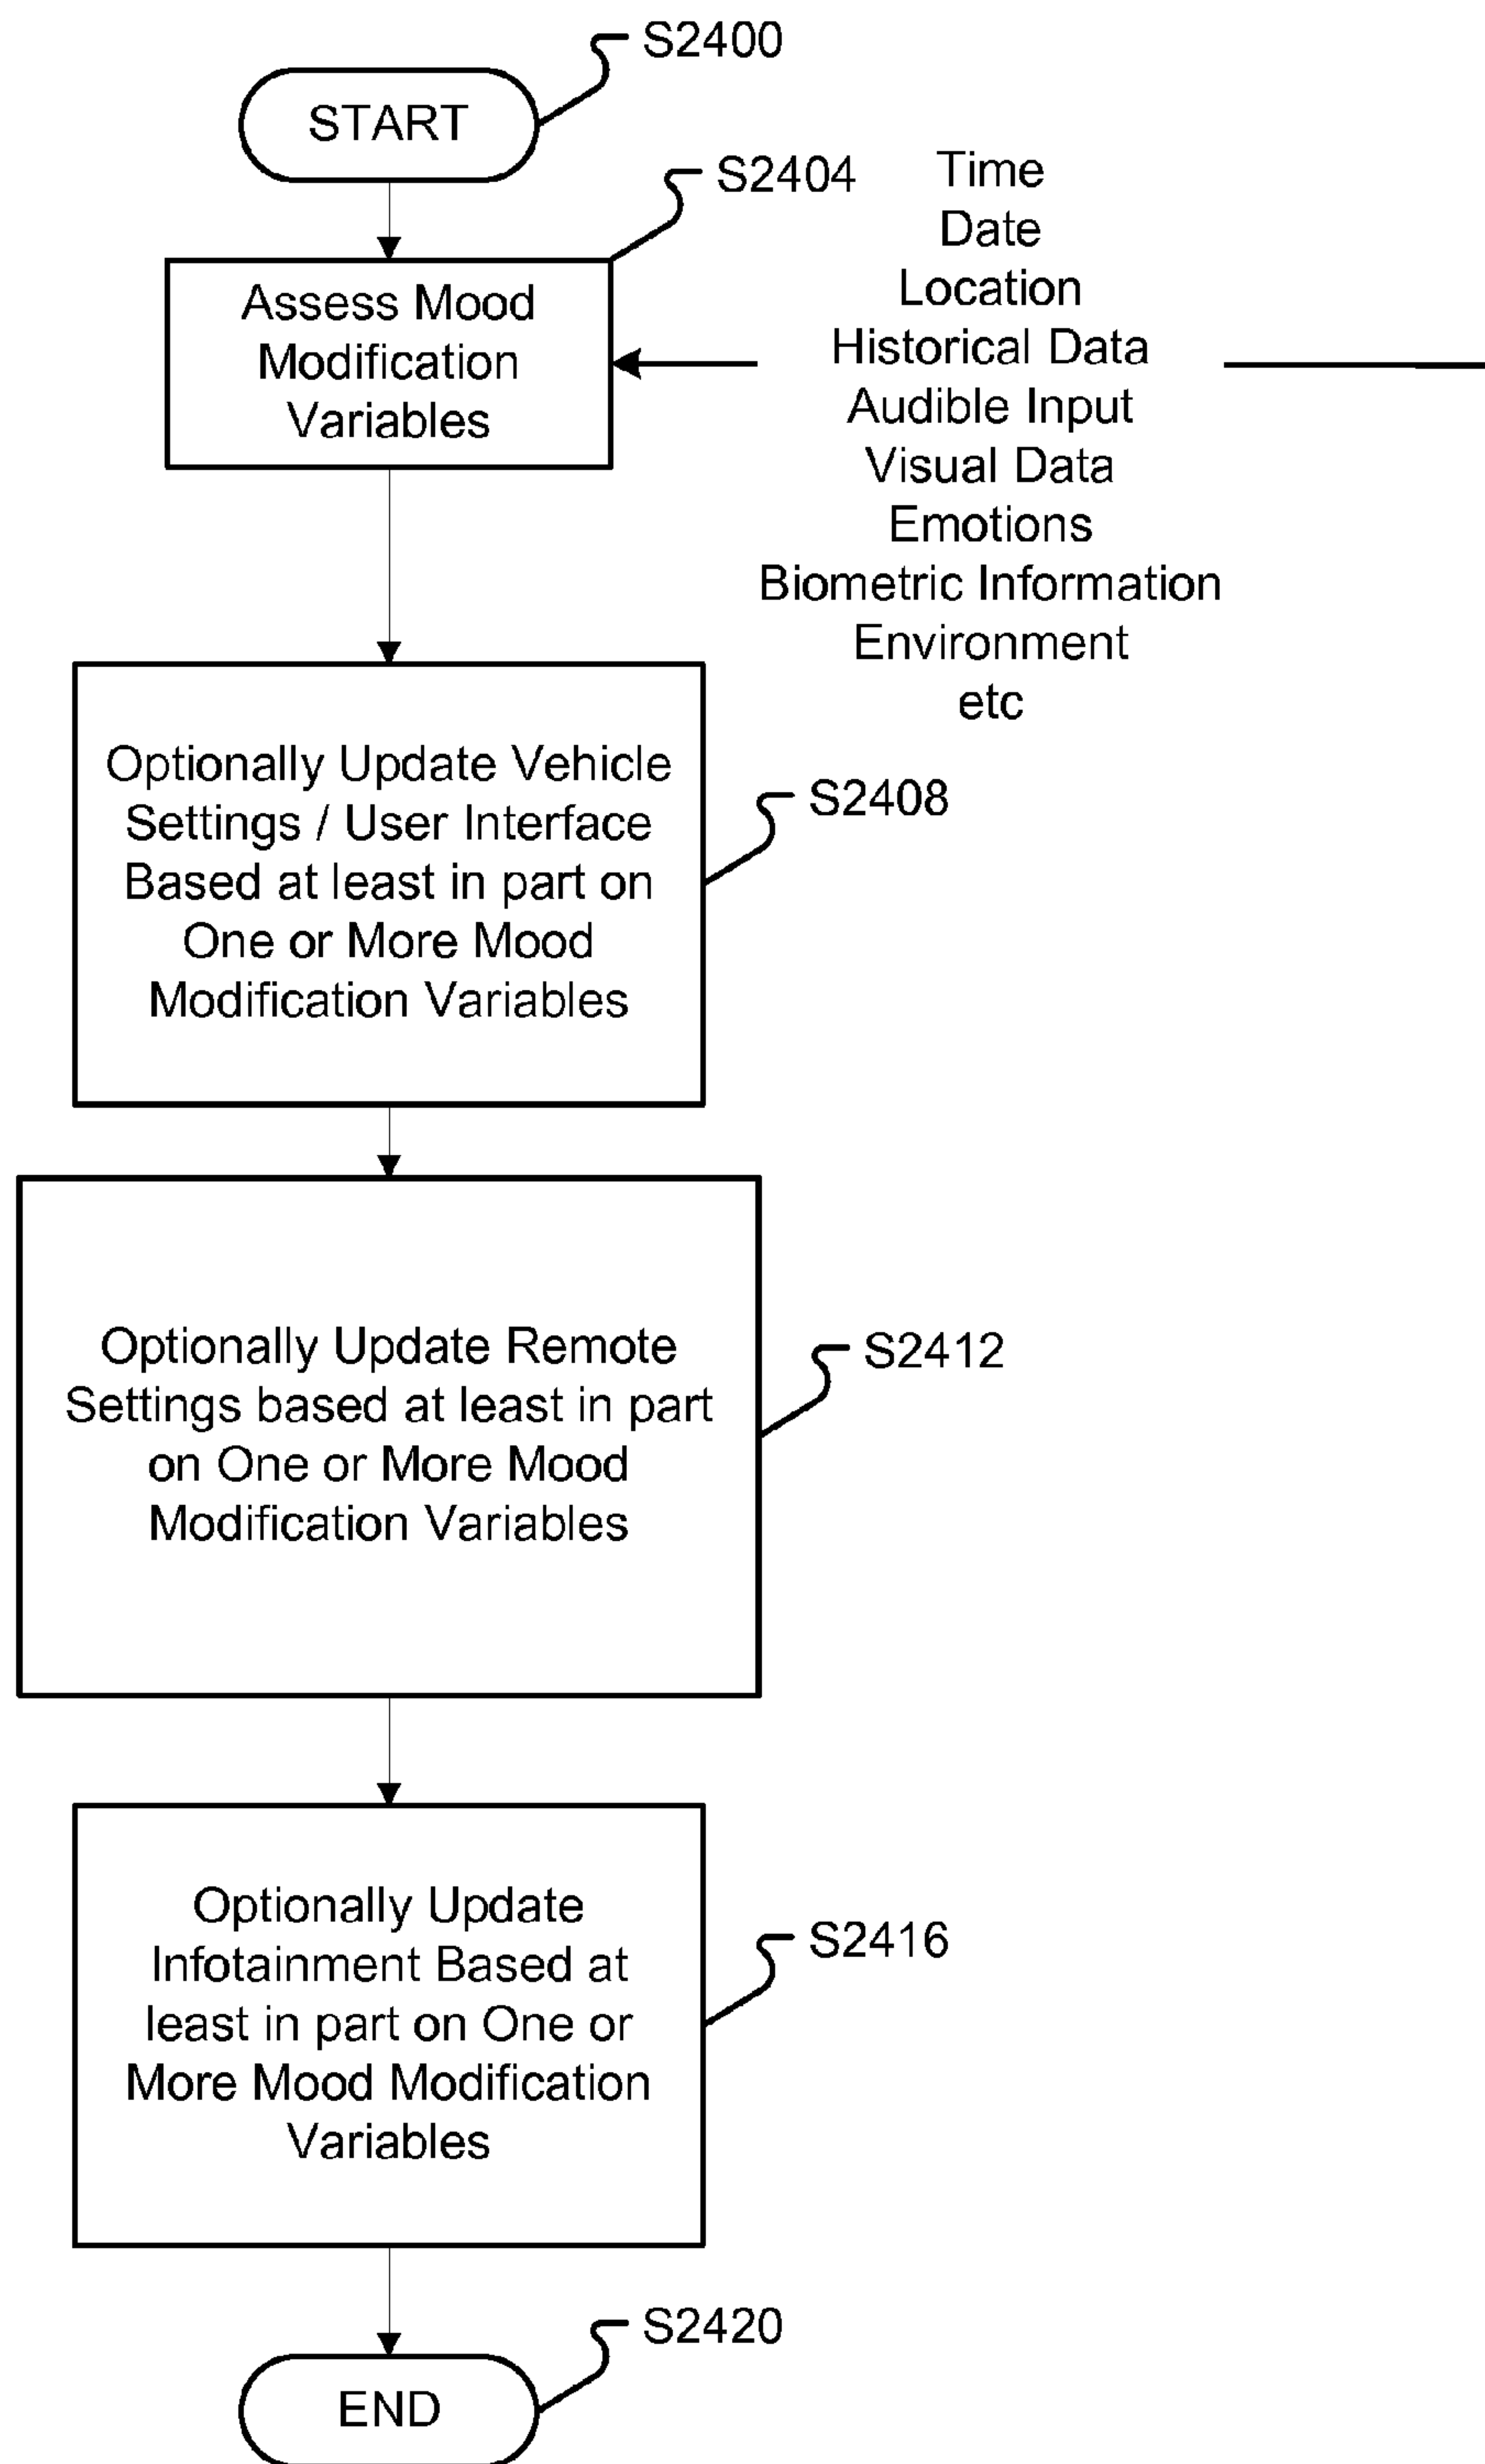 S2400
START
S2404
Time
Date
Location
Historical Data
Audible Input
Visual Data
Emotions
Biometric Information
Environment
etc
Assess Mood
Modification
Variables
Optionally Update Vehicle
Settings / User Interface
Based at least in part on
One or More Mood
Modification Variables
S2408
Optionally Update Remote
Settings based at least in part
on One or More Mood
Modification Variables
S2412
Optionally Update
Infotainment Based at
least in part on One or
More Mood Modification
Variables
S2416
S2420
END